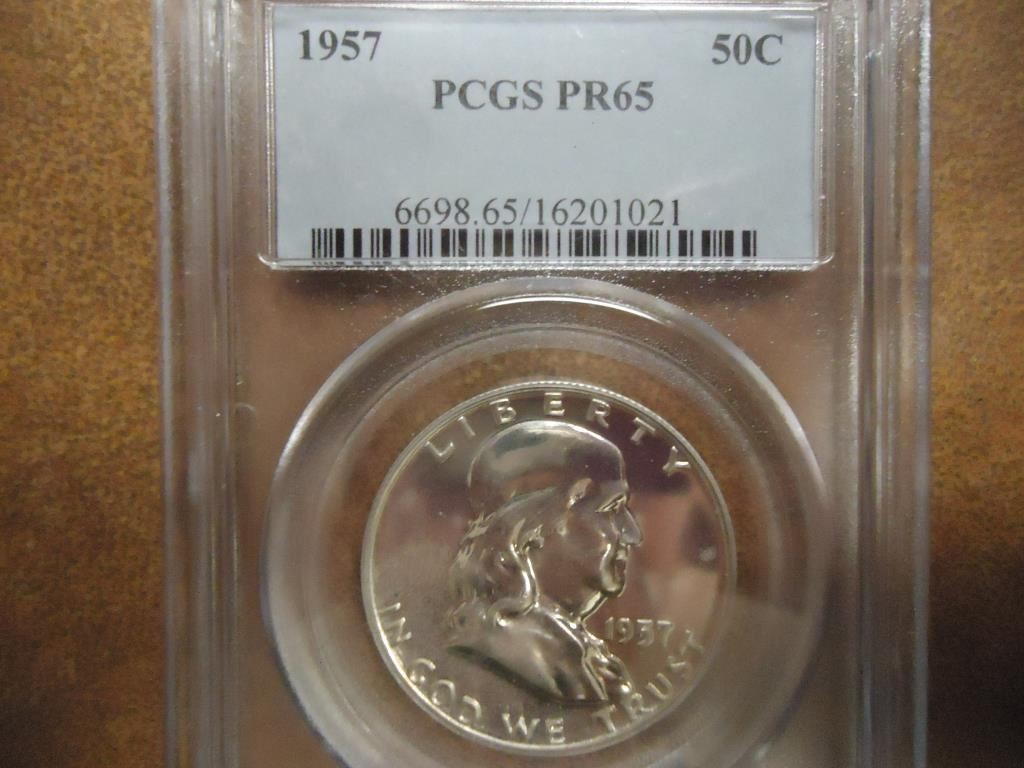 1957 50C
PCGS PR65
6698.65/16201021
LIBERTY
1957
IN GOD WE TRUST